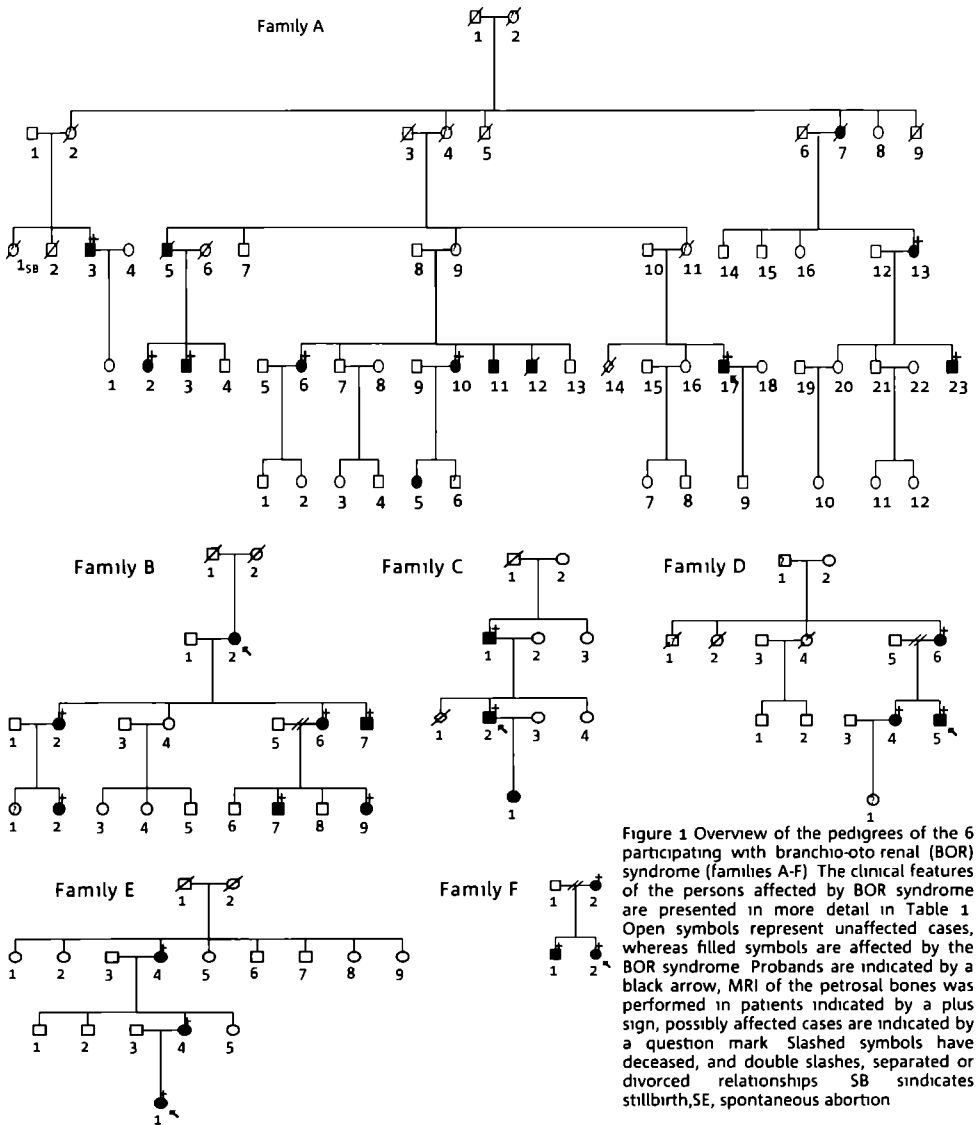 Family A
1 2
1 2 3 4 5 6 7 8 9
1SB 2 3 4 5 6 7 8 9 10 11 14 15 16 12 13
1 2 3 4 5 6 7 8 9 10 11 12 13 14 15 16 17 18 19 20 21 22 23
1 2 3 4 5 6 7 8 9 10 11 12
Family B
1 2
1 2
1 2 3 4 5 6 7
1 2 3 4 5 6 7 8 9
Family C
1 2
1 2 3
1 2 3 4
1
Family D
1 2
1 2 3 4 5 6
1 2 3 4 5
1
Family E
1 2
1 2 3 4 5 6 7 8 9
1 2 3 4 5
1
Family F
1 2
1 2
Figure 1 Overview of the pedigrees of the 6
participating with branchio-oto renal (BOR)
syndrome (families A-F) The clinical features
of the persons affected by BOR syndrome
are presented in more detail in Table 1
Open symbols represent unaffected cases,
whereas filled symbols are affected by the
BOR syndrome Probands are indicated by a
black arrow, MRI of the petrosal bones was
performed in patients indicated by a plus
sign, possibly affected cases are indicated by
a question mark Slashed symbols have
deceased, and double slashes, separated or
divorced relationships SB sindicates
stillbirth,SE, spontaneous abortion